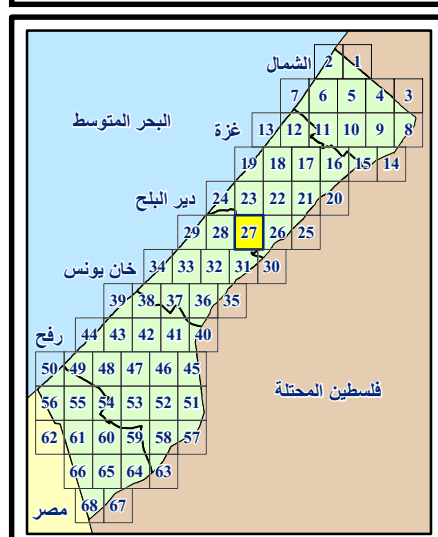 الشمال 2 1
7 6 5 4 3
البحر المتوسط
غزة 13 12 11 10 9 8
19 18 17 16 15 14
دير البلح 24 23 22 21 20
29 28 27 26 25
خان يونس 34 33 32 31 30
39 38 37 36 35
رفح 44 43 42 41 40
50 49 48 47 46 45
فلسطين المحتلة
56 55 54 53 52 51
62 61 60 59 58 57
66 65 64 63
مصر 68 67